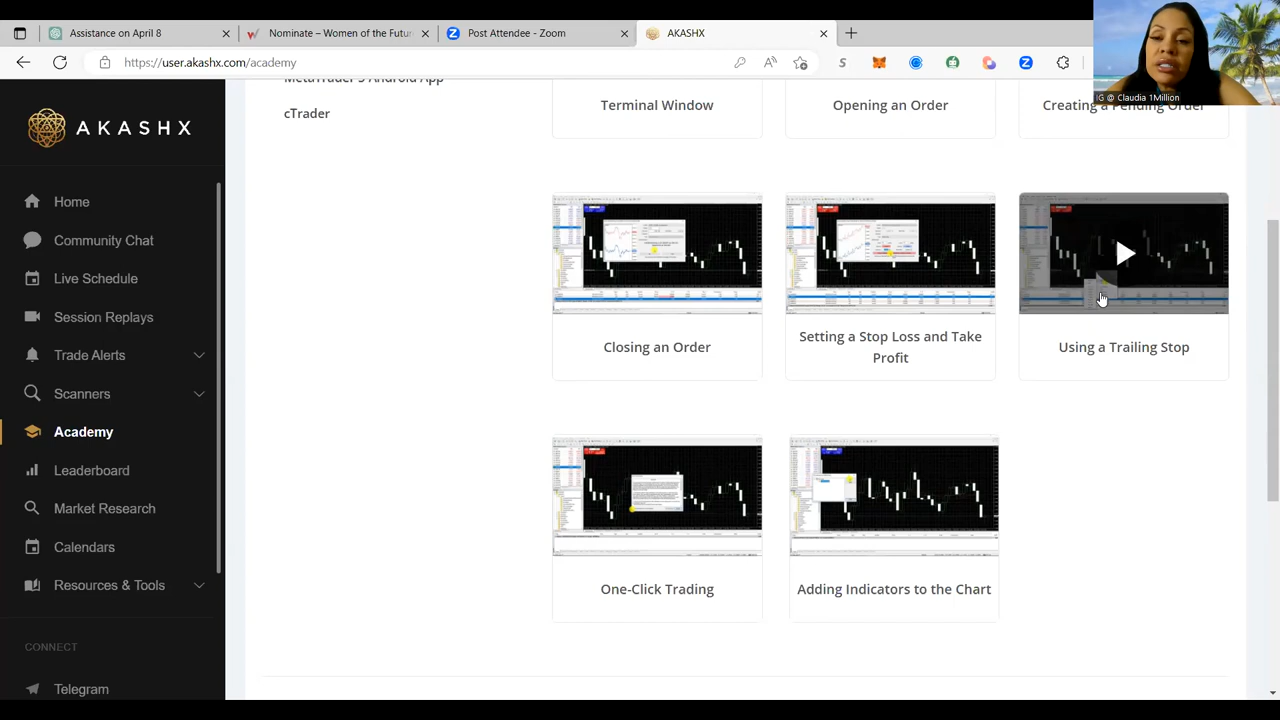 Assistance on April 8
Nominate – Women of the Futur
Post Attendee - Zoom
AKASHX
https://user.akashx.com/academy
IG @ Claudia 1Million
AKASHX
Home
Community Chat
Live Schedule
Session Replays
Trade Alerts
Scanners
Academy
Leaderboard
Market Research
Calendars
Resources & Tools
CONNECT
Telegram
MetaTrader 5 Android App
cTrader
Terminal Window
Opening an Order
Creating a Pending Order
Closing an Order
Setting a Stop Loss and Take
Profit
Using a Trailing Stop
One-Click Trading
Adding Indicators to the Chart